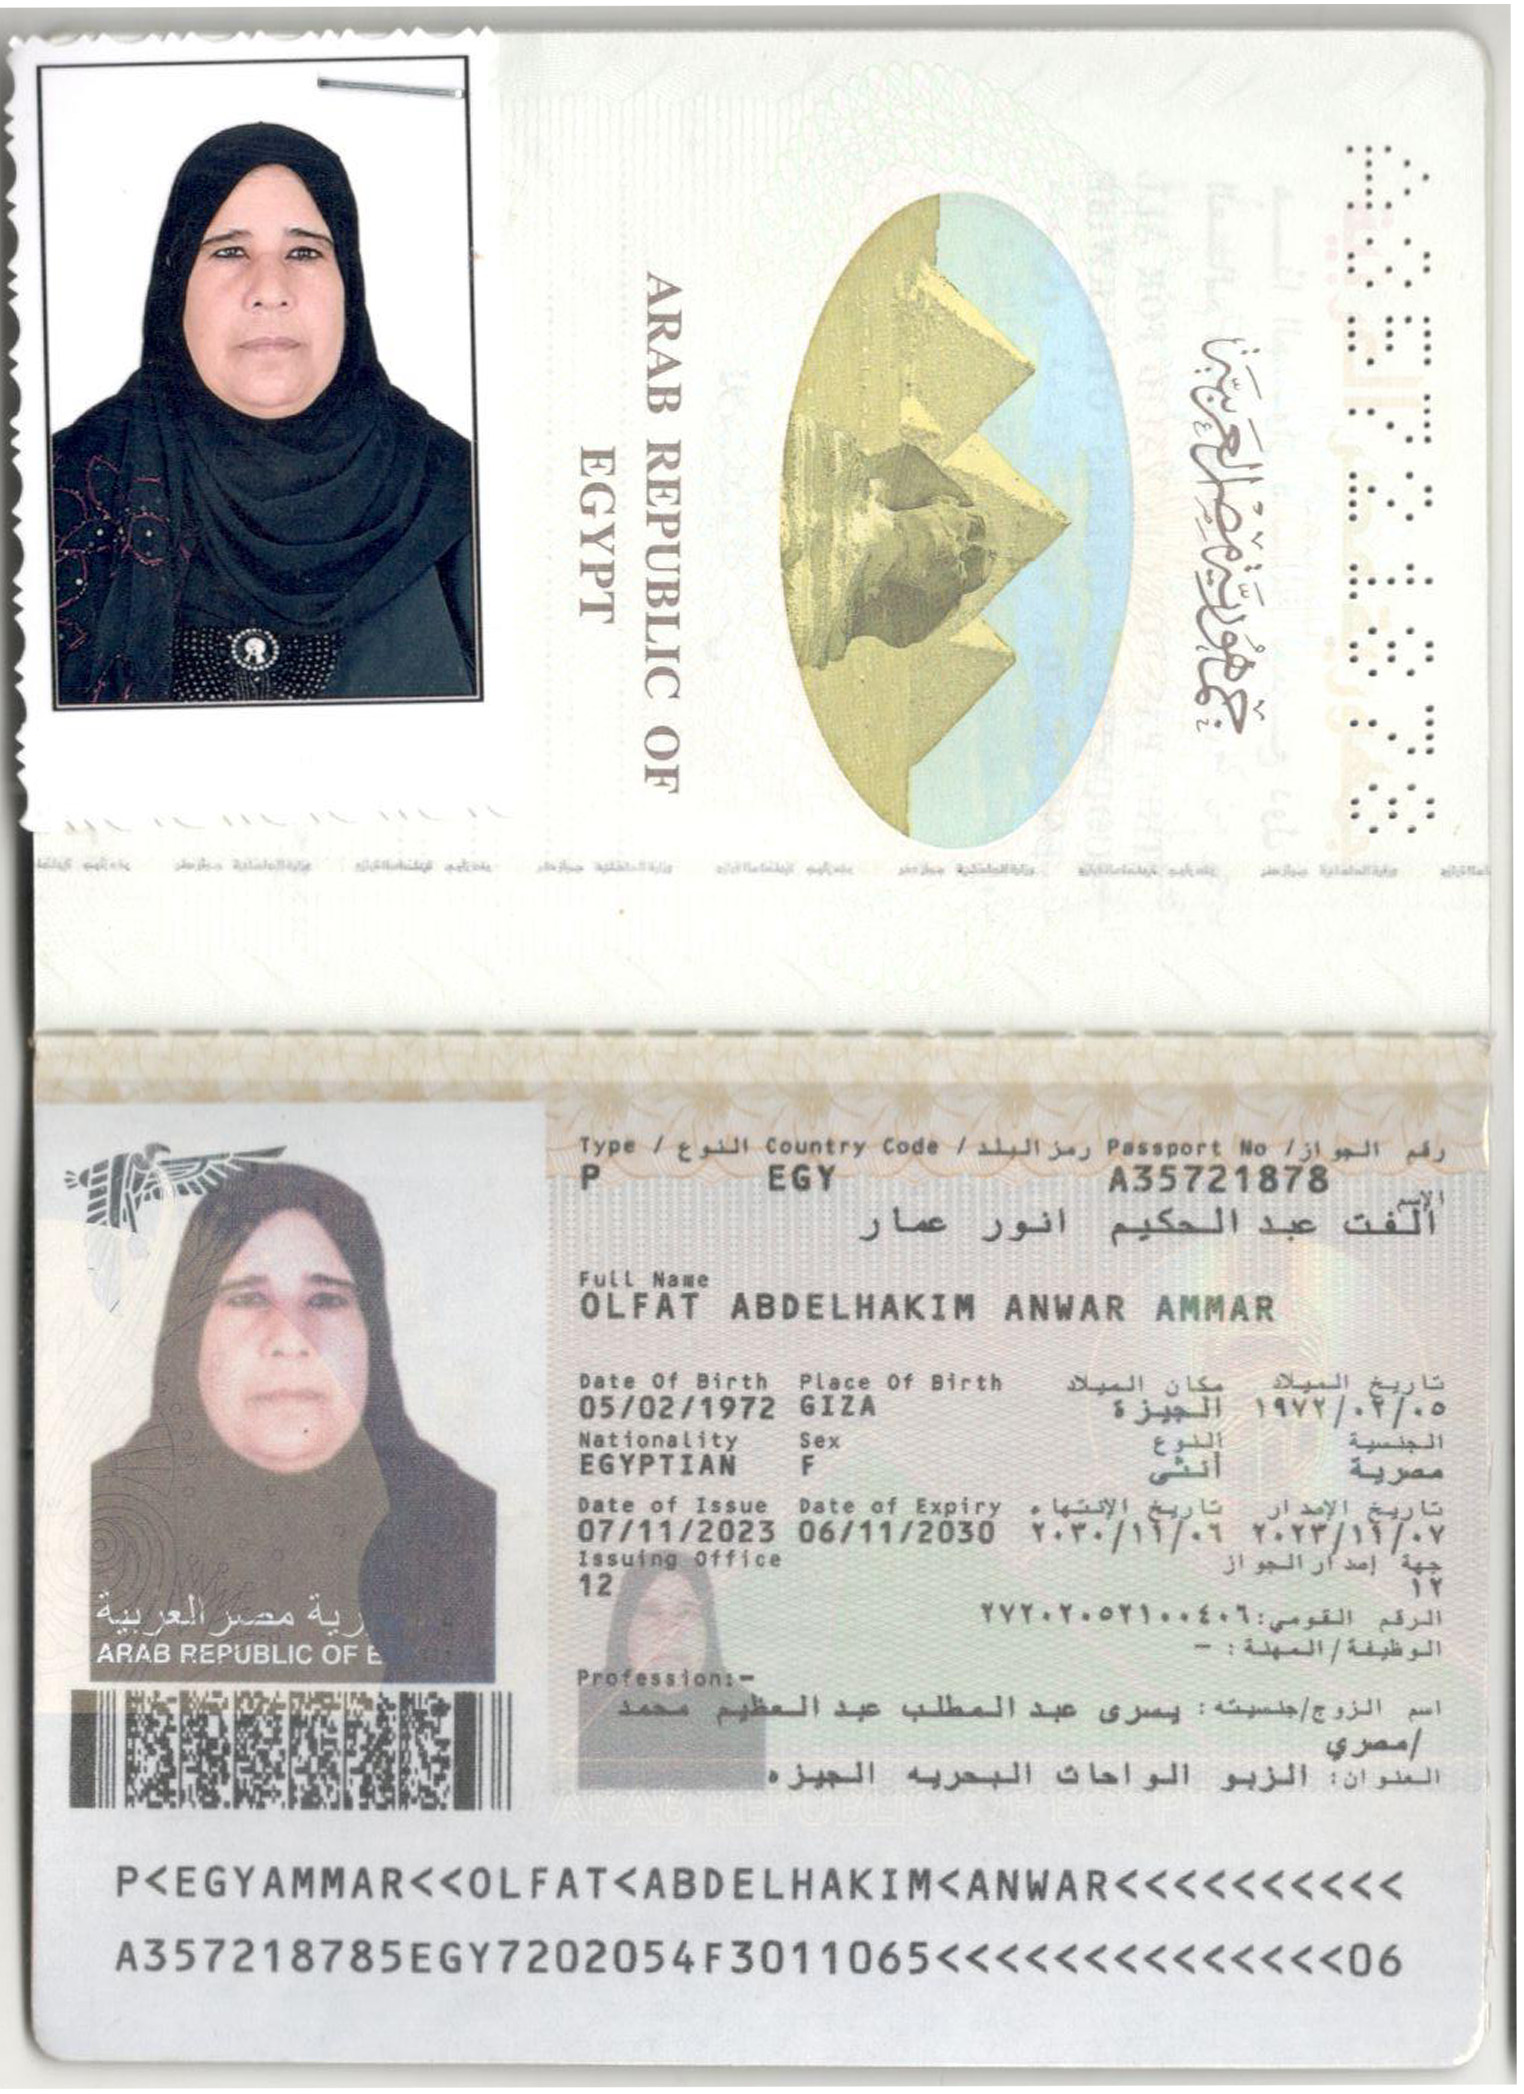 A35721878
جمهورية مصر العربية
ARAB REPUBLIC OF
EGYPT
Type / النوع Country Code / رمز البلد Passport No / رقم الجواز
P EGY A35721878
الإسم
ألفت عبد الحكيم انور عمار
Full Name
OLFAT ABDELHAKIM ANWAR AMMAR
Date Of Birth Place Of Birth مكان الميلاد تاريخ الميلاد
05/02/1972 GIZA الجيزة ١٩٧٢/٠٢/٠٥
Nationality Sex النوع الجنسية
EGYPTIAN F أنثى مصرية
Date of Issue Date of Expiry تاريخ الإنتهاء تاريخ الإصدار
07/11/2023 06/11/2030 ٢٠٣٠/١١/٠٦ ٢٠٢٣/١١/٠٧
Issuing Office جهة إصدار الجواز
12 ١٢
الرقم القومي: ٢٧٢٠٢٠٥٢١٠٠٤٠٦
الوظيفة/المهنة: -
Profession:-
اسم الزوج/جنسيته: يسرى عبد المطلب عبد العظيم محمد
/مصري
العنوان: الزبو الواحات البحريه الجيزه
رية مصر العربية
ARAB REPUBLIC OF E
P<EGYAMMAR<<OLFAT<ABDELHAKIM<ANWAR<<<<<<<<<<
A357218785EGY7202054F3011065<<<<<<<<<<<<<<06